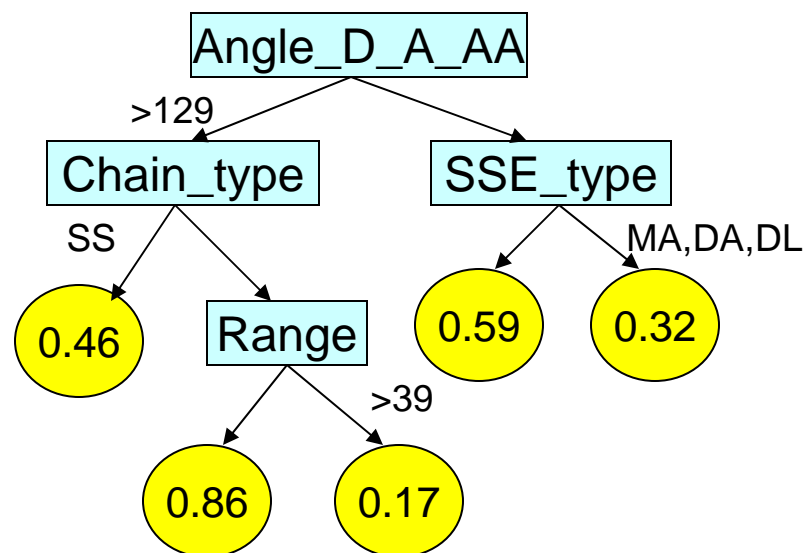 Angle_D_A_AA
>129
Chain_type
SSE_type
SS
MA,DA,DL
0.46
Range
0.59
0.32
>39
0.86
0.17